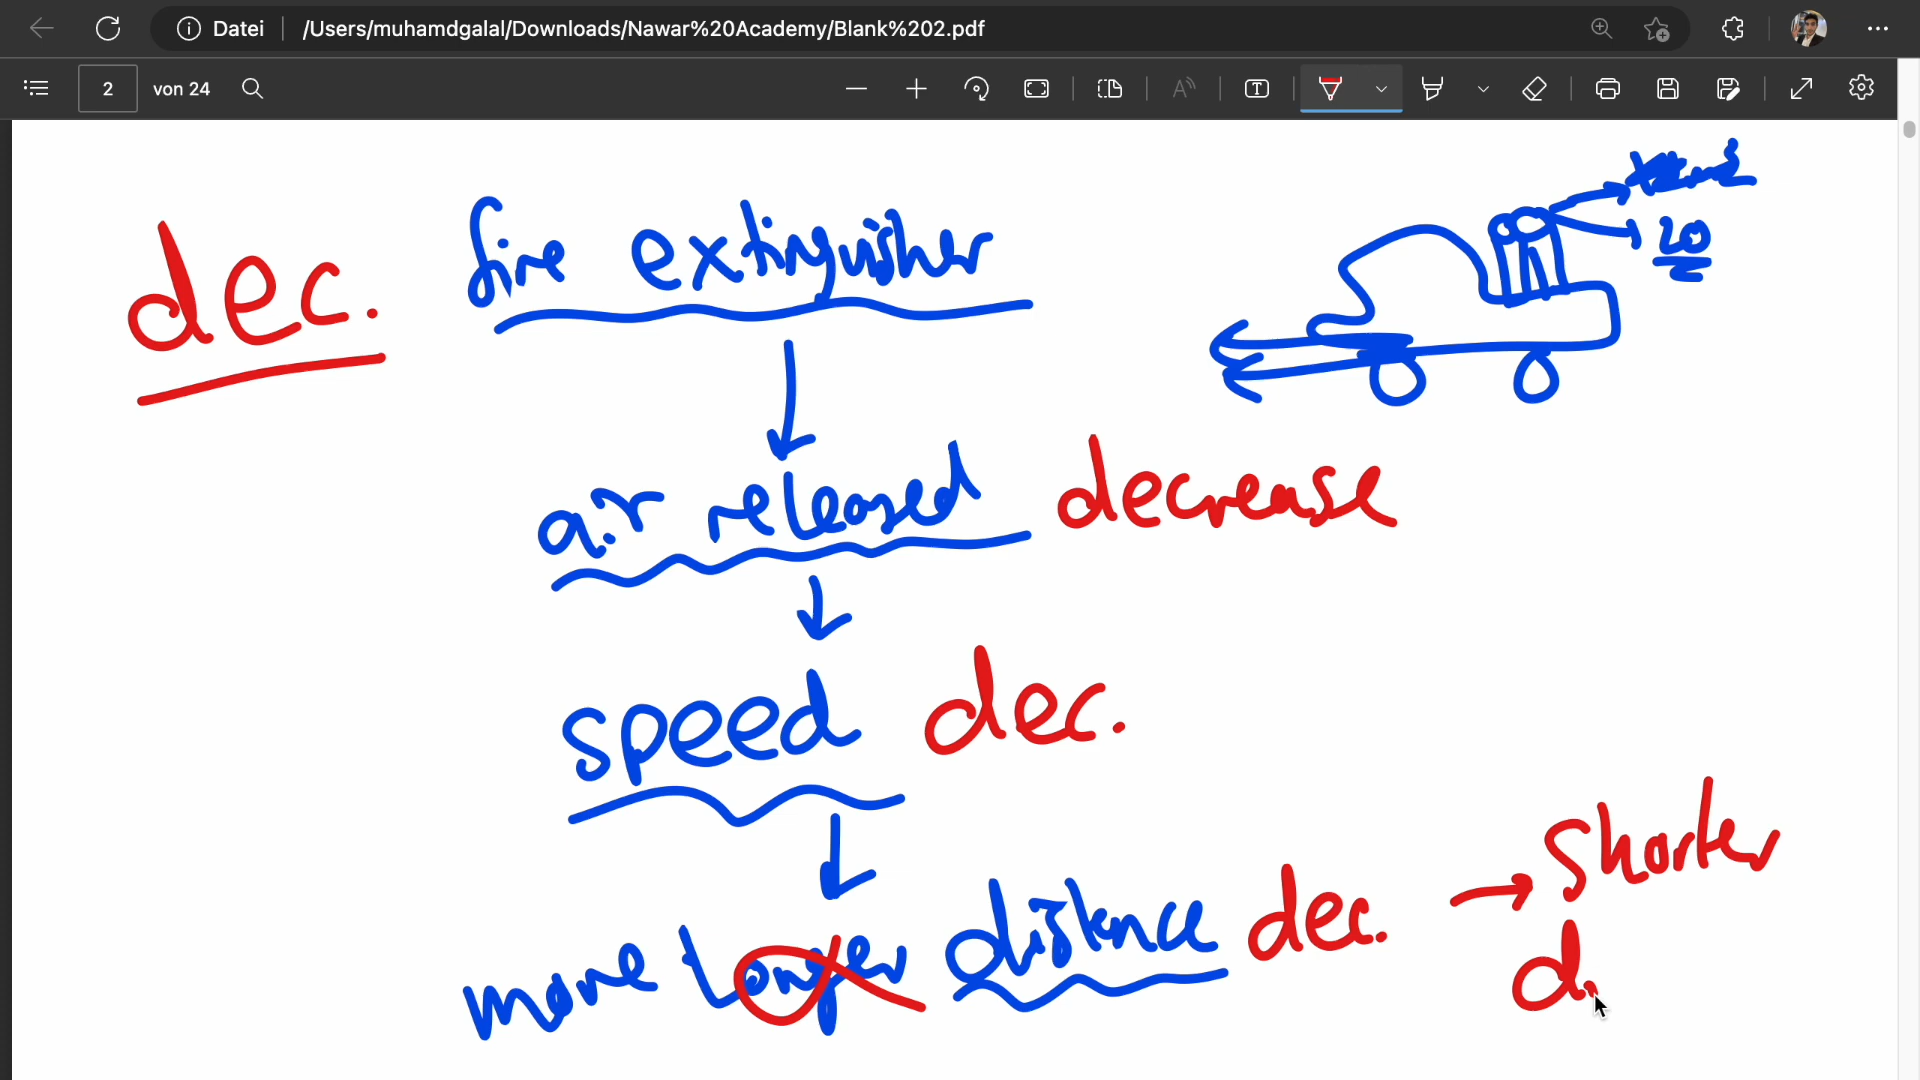 Datei /Users/muhamdgalal/Downloads/Nawar%20Academy/Blank%202.pdf
2 von 24
dec. fire extinguisher
20
air released decrease
speed dec.
more longer distance dec. → shorter
d.